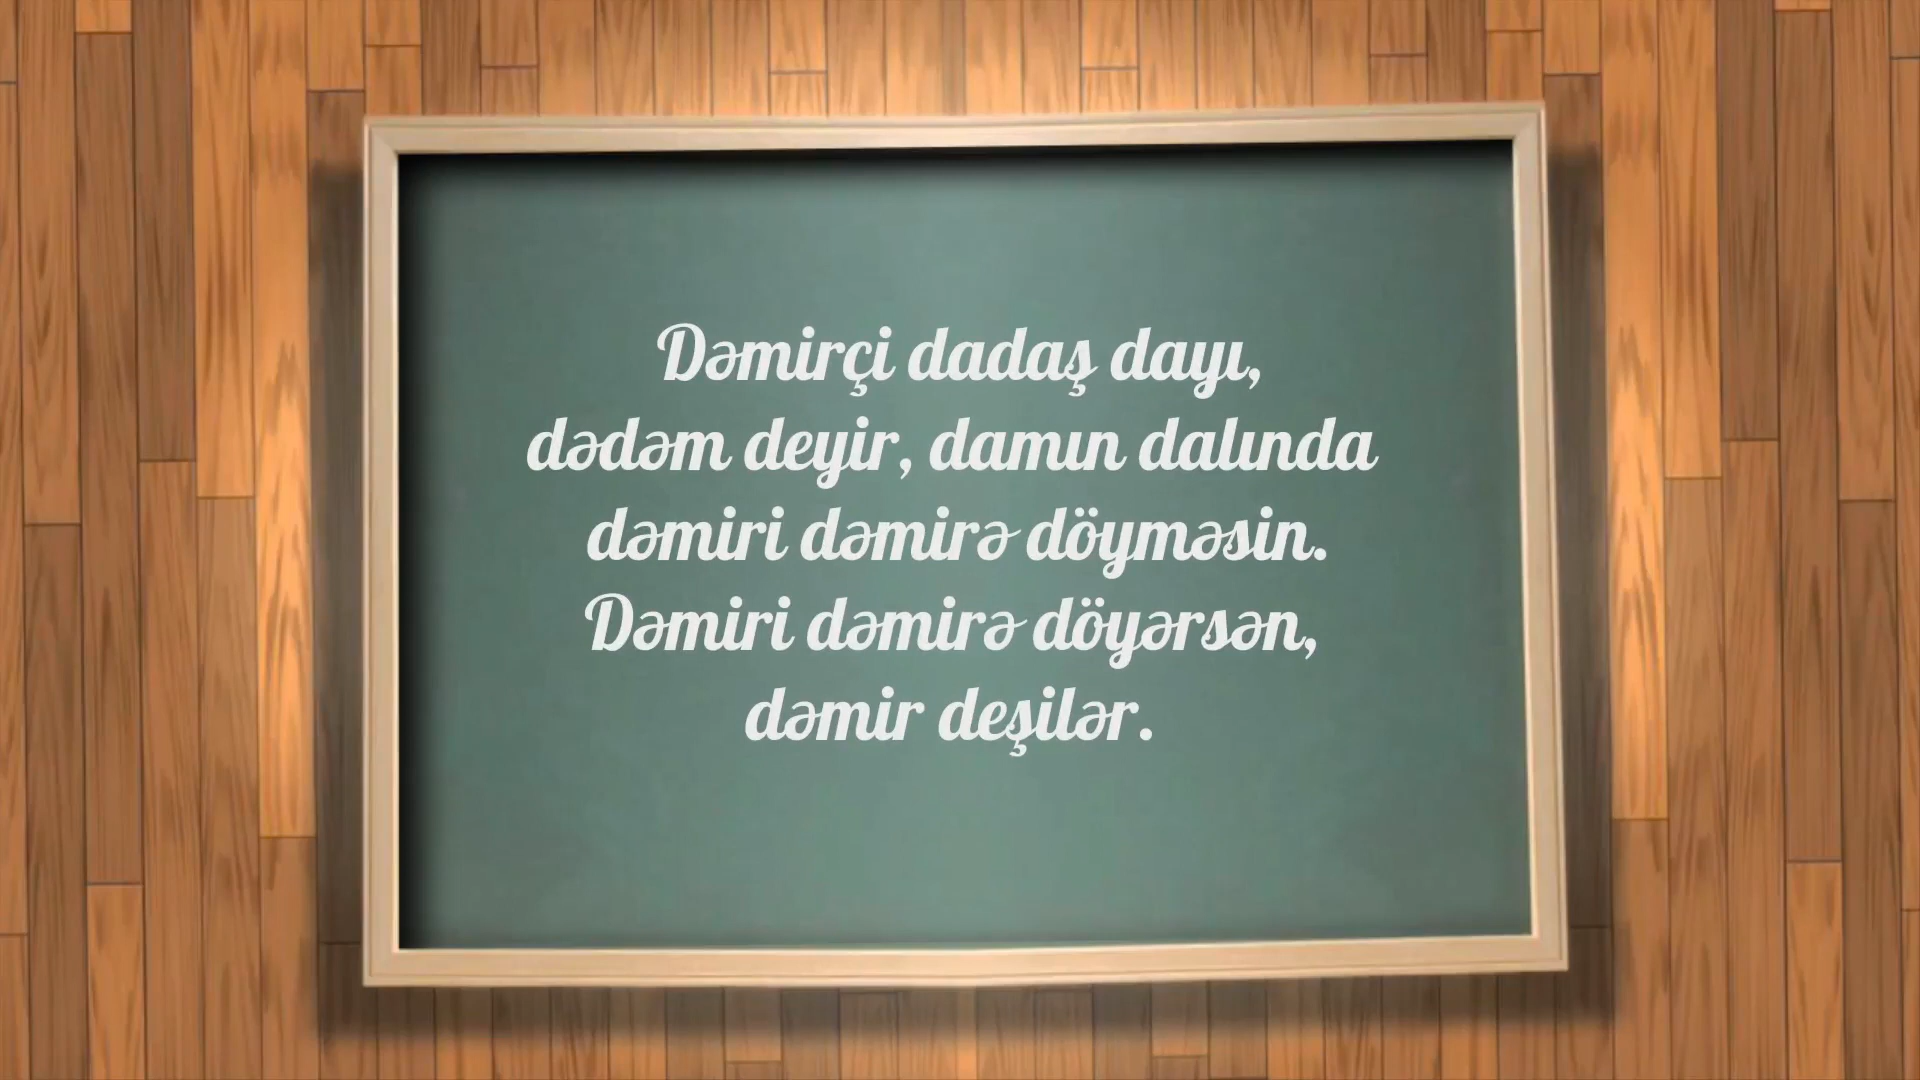 Dəmirçi dadaş dayı,
dədəm deyir, damın dalında
dəmiri dəmirə döyməsin.
Dəmiri dəmirə döyərsən,
dəmir deşilər.